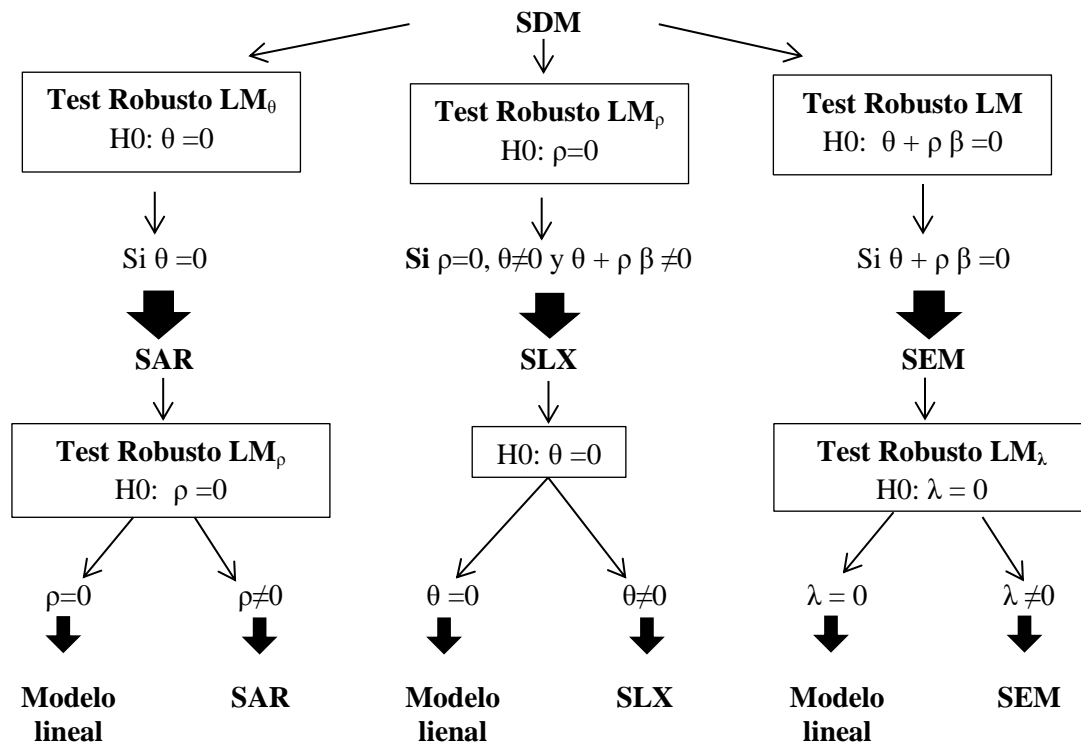 SDM
Test Robusto LMθ
H0: θ =0
Test Robusto LMρ
H0: ρ=0
Test Robusto LM
H0: θ + ρ β =0
Si θ =0
Si ρ=0, θ≠0 y θ + ρ β ≠0
Si θ + ρ β =0
SAR
SLX
SEM
Test Robusto LMρ
H0: ρ =0
H0: θ =0
Test Robusto LMλ
H0: λ = 0
ρ=0
ρ≠0
θ =0
θ≠0
λ = 0
λ ≠0
Modelo
lineal
SAR
Modelo
lienal
SLX
Modelo
lineal
SEM